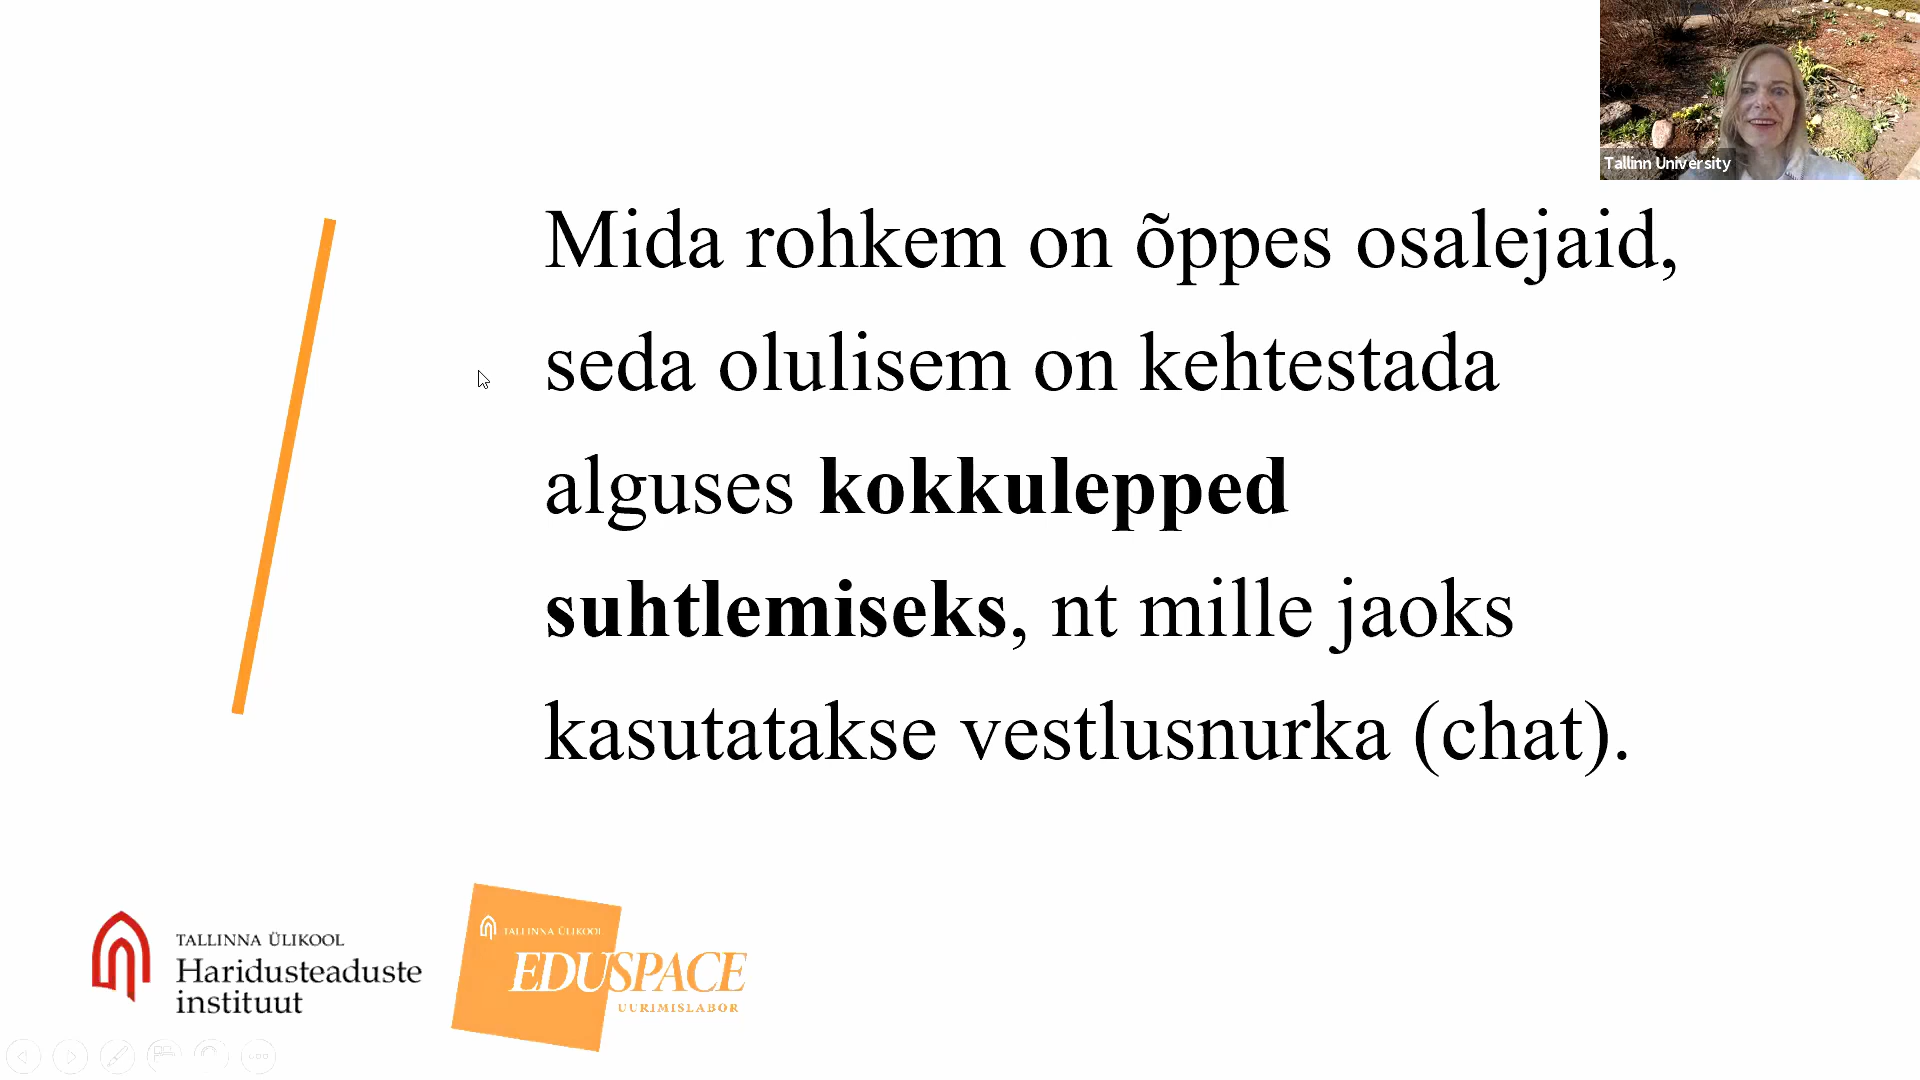 Tallinn University
Mida rohkem on õppes osalejaid,
seda olulisem on kehtestada
alguses kokkulepped
suhtlemiseks, nt mille jaoks
kasutatakse vestlusnurka (chat).
TALLINNA ÜLIKOOL
Haridusteaduste
instituut
TALLINNA ÜLIKOOL
EDUSPACE
UURIMISLABOR